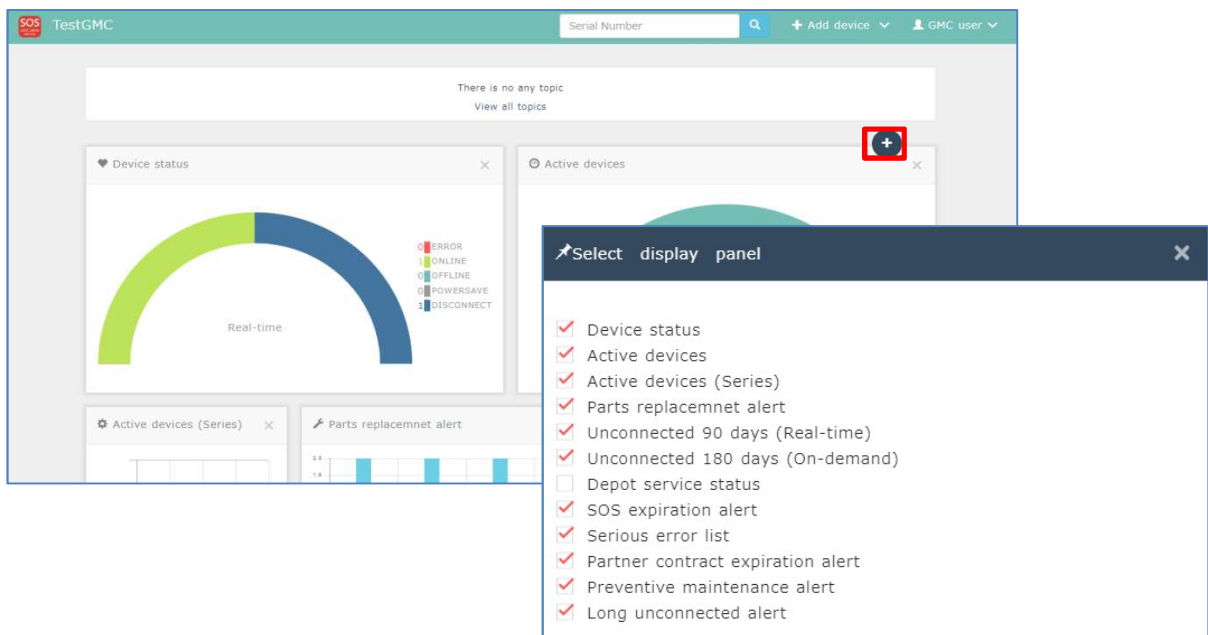 SOS
TestGMC
Serial Number
+ Add device
GMC user
There is no any topic
View all topics
+
Device status
Active devices
0 ERROR
1 ONLINE
0 OFFLINE
0 POWERSAVE
1 DISCONNECT
Real-time
Active devices (Series)
Parts replacemnet alert
Select display panel
Device status
Active devices
Active devices (Series)
Parts replacemnet alert
Unconnected 90 days (Real-time)
Unconnected 180 days (On-demand)
Depot service status
SOS expiration alert
Serious error list
Partner contract expiration alert
Preventive maintenance alert
Long unconnected alert